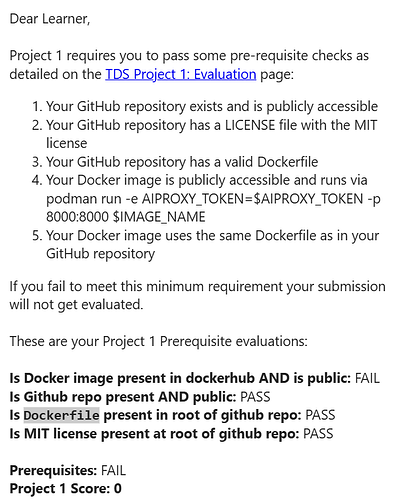 Dear Learner,
Project 1 requires you to pass some pre-requisite checks as
detailed on the TDS Project 1: Evaluation page:
1. Your GitHub repository exists and is publicly accessible
2. Your GitHub repository has a LICENSE file with the MIT
license
3. Your GitHub repository has a valid Dockerfile
4. Your Docker image is publicly accessible and runs via
podman run -e AIPROXY_TOKEN=$AIPROXY_TOKEN -p
8000:8000 $IMAGE_NAME
5. Your Docker image uses the same Dockerfile as in your
GitHub repository
If you fail to meet this minimum requirement your submission
will not get evaluated.
These are your Project 1 Prerequisite evaluations:
Is Docker image present in dockerhub AND is public: FAIL
Is Github repo present AND public: PASS
Is Dockerfile present in root of github repo: PASS
Is MIT license present at root of github repo: PASS
Prerequisites: FAIL
Project 1 Score: 0